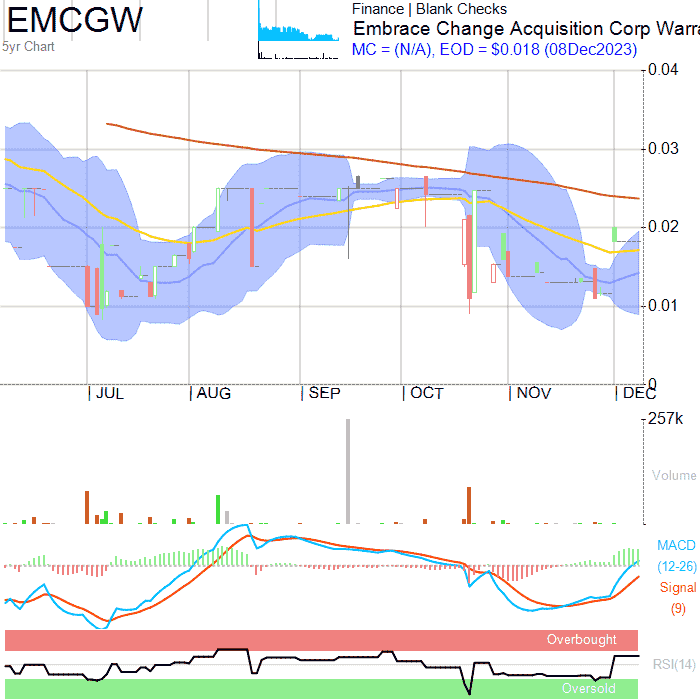 EMCGW
5yr Chart
Finance | Blank Checks
Embrace Change Acquisition Corp Warra
MC = (N/A), EOD = $0.018 (08Dec2023)
0.04
0.03
0.02
0.01
0
JUL AUG SEP OCT NOV DEC
257k
Volume
MACD
(12-26)
Signal
(9)
Overbought
RSI(14)
Oversold